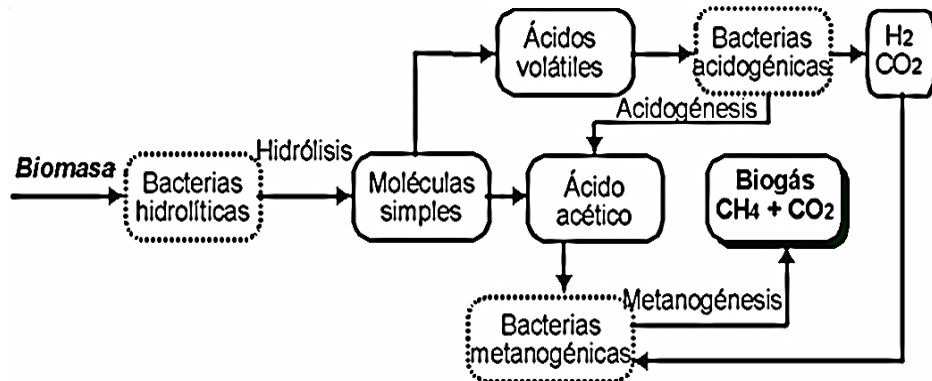 Ácidos
volátiles
Bacterias
acidogénicas
H2
CO2
Acidogénesis
Biomasa
Bacterias
hidrolíticas
Hidrólisis
Moléculas
simples
Ácido
acético
Biogás
CH4 + CO2
Metanogénesis
Bacterias
metanogénicas